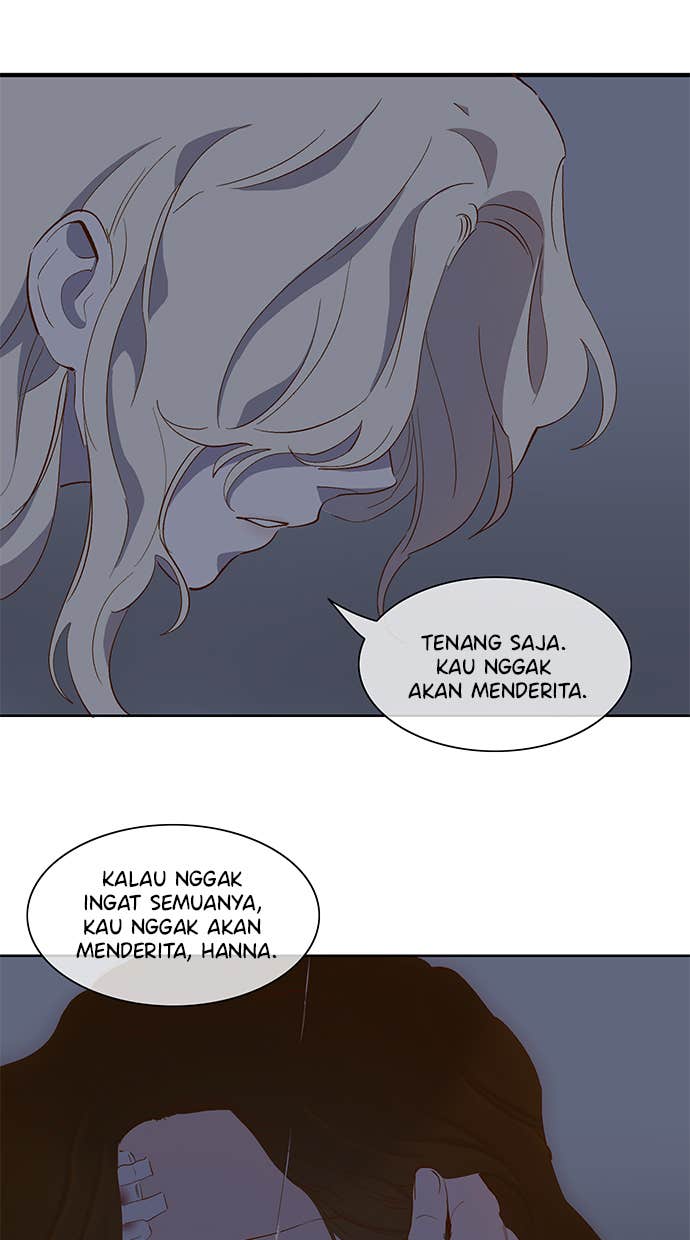 TENANG SAJA.
KAU NGGAK
AKAN MENDERITA.
KALAU NGGAK
INGAT SEMUANYA,
KAU NGGAK AKAN
MENDERITA, HANNA.